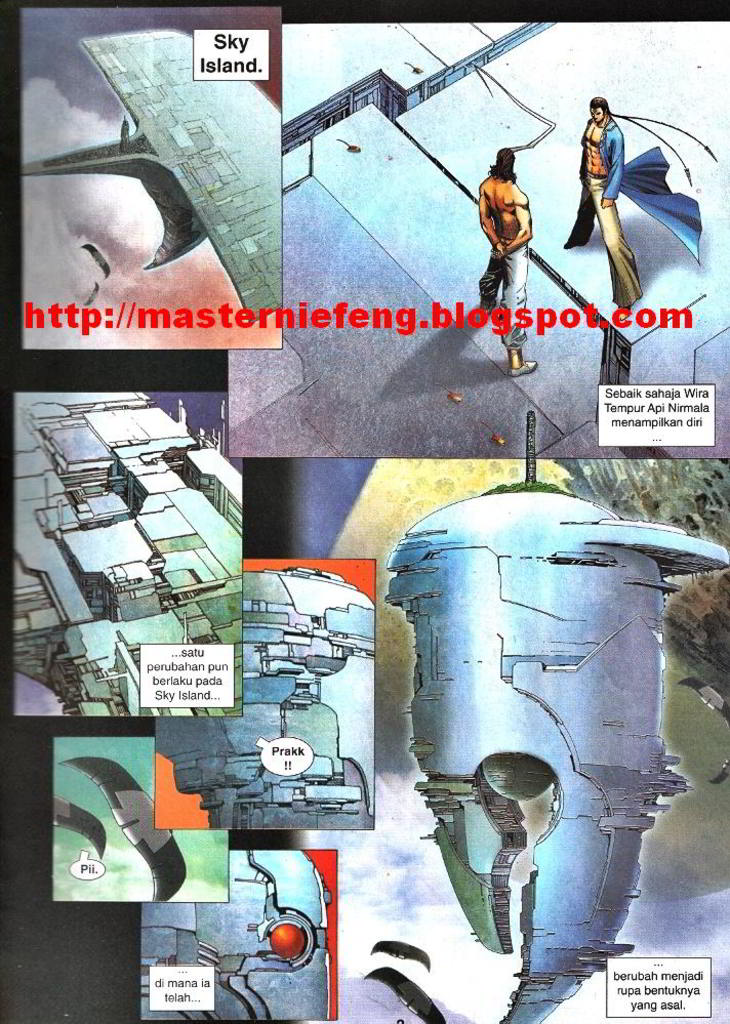 Sky
Island.
http://masterniefeng.blogspot.com
Sebaik sahaja Wira
Tempur Api Nirmala
menampilkan diri
...
...satu
perubahan pun
berlaku pada
Sky Island...
Prakk
!!
Pii.
...
di mana ia
telah...
...
berubah menjadi
rupa bentuknya
yang asal.